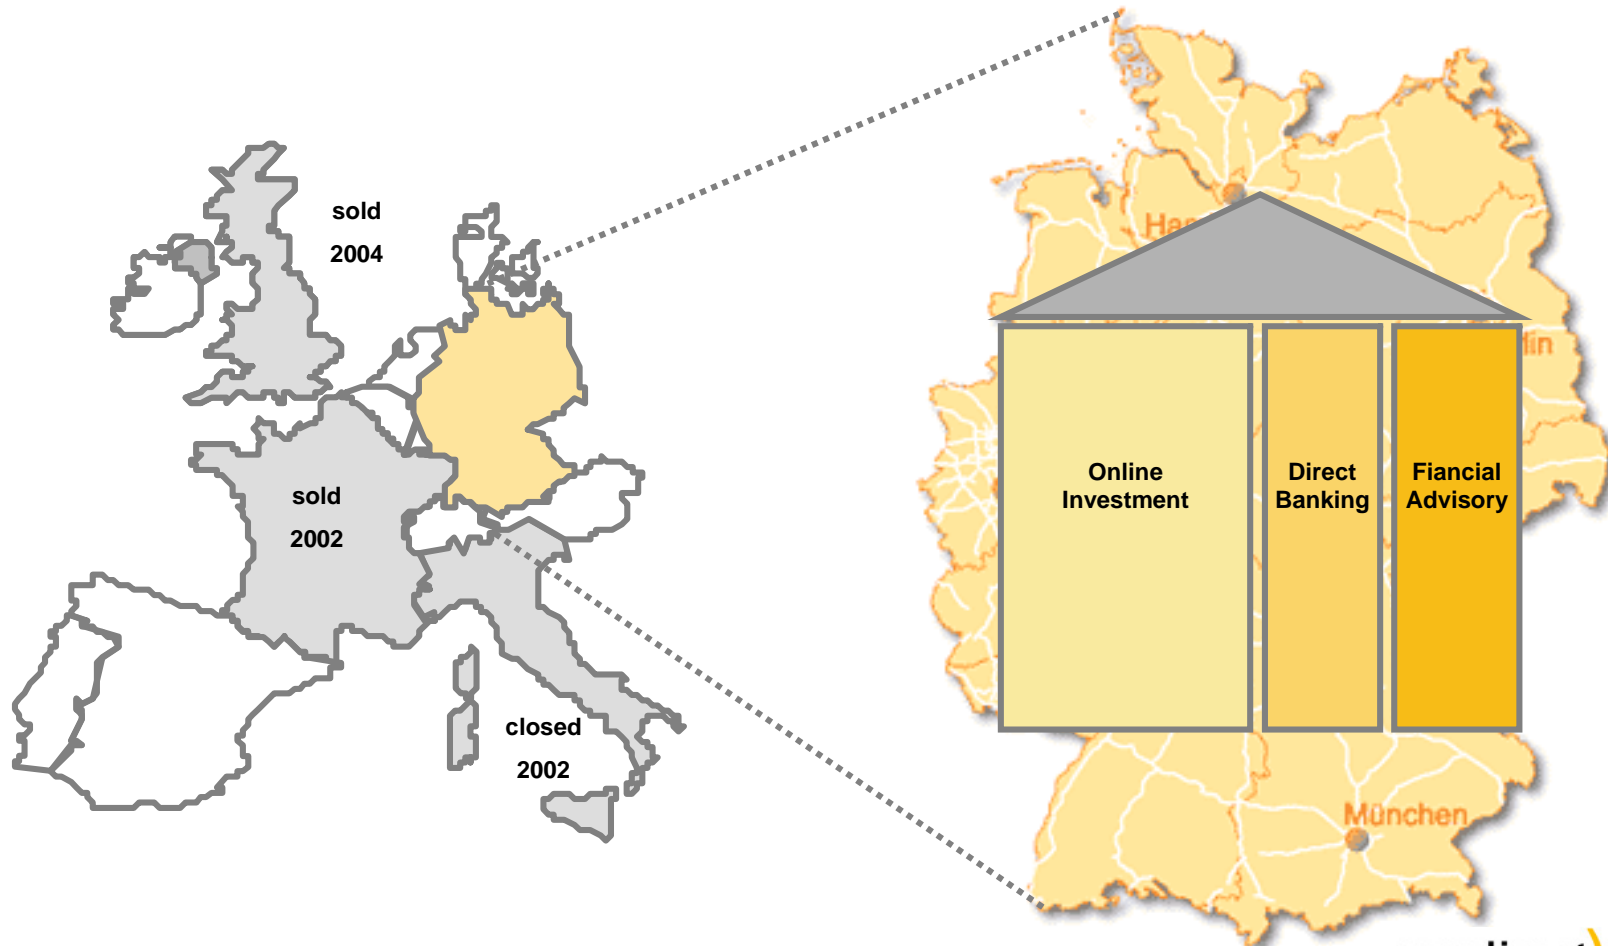 sold
2004
sold
2002
closed
2002
Online
Investment
Direct
Banking
Fiancial
Advisory
München